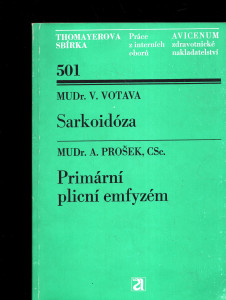 THOMAYEROVA
SBÍRKA
Práce
z interních
oborů
AVICENUM
zdravotnické
nakladatelství
501
MUDr. V. VOTAVA
Sarkoidóza
MUDr. A. PROŠEK, CSc.
Primární
plicní emfyzém